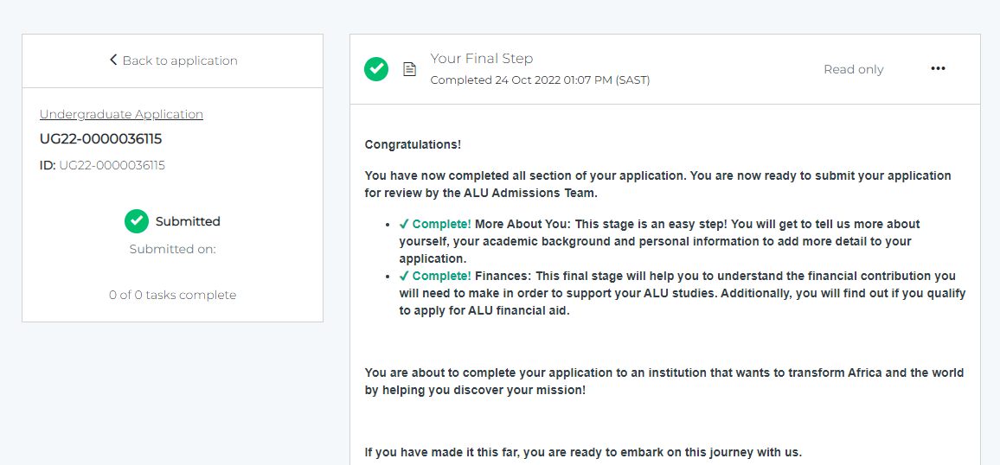 Back to application
Undergraduate Application
UG22-0000036115
ID: UG22-0000036115
Submitted
Submitted on:
0 of 0 tasks complete
Your Final Step
Completed 24 Oct 2022 01:07 PM (SAST)
Read only
Congratulations!
You have now completed all section of your application. You are now ready to submit your application
for review by the ALU Admissions Team.
• ✓ Complete! More About You: This stage is an easy step! You will get to tell us more about
yourself, your academic background and personal information to add more detail to your
application.
• ✓ Complete! Finances: This final stage will help you to understand the financial contribution you
will need to make in order to support your ALU studies. Additionally, you will find out if you qualify
to apply for ALU financial aid.
You are about to complete your application to an institution that wants to transform Africa and the world
by helping you discover your mission!
If you have made it this far, you are ready to embark on this journey with us.